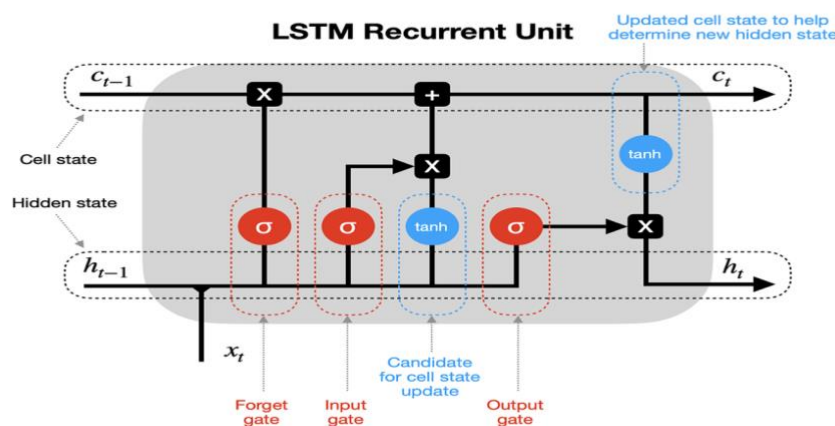 LSTM Recurrent Unit
Updated cell state to help
determine new hidden state
c_{t−1}
X
+
c_t
Cell state
X
tanh
Hidden state
σ
σ
tanh
σ
X
h_{t−1}
h_t
x_t
Forget
gate
Input
gate
Candidate
for cell state
update
Output
gate